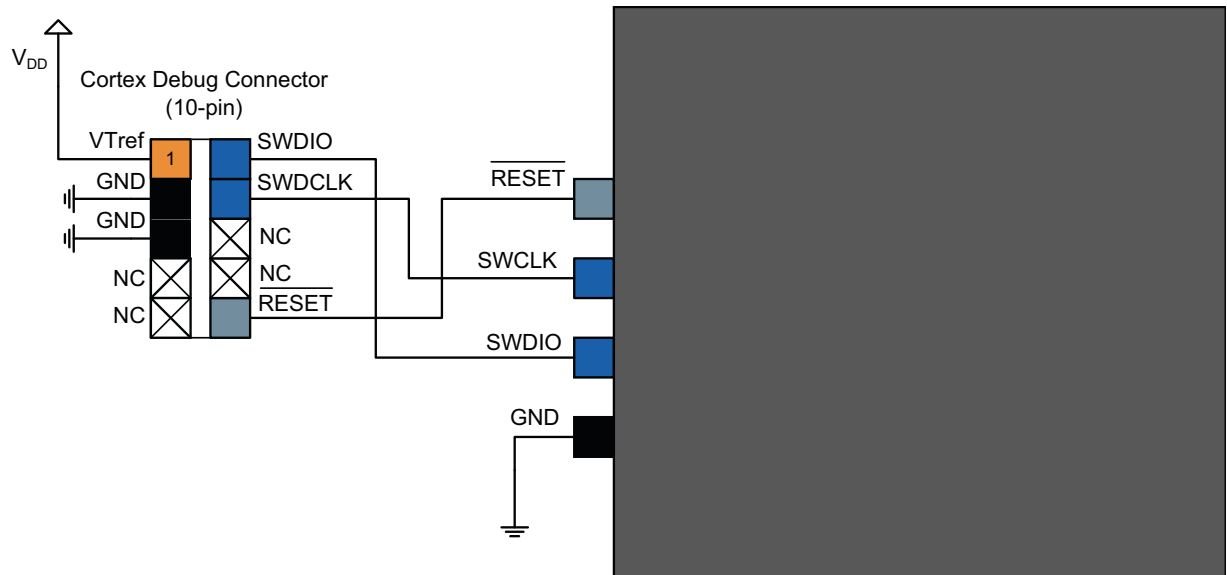 V_DD
Cortex Debug Connector
(10-pin)
VTref
1
SWDIO
GND
SWDCLK
GND
NC
NC
NC
NC
RESET
RESET
SWCLK
SWDIO
GND